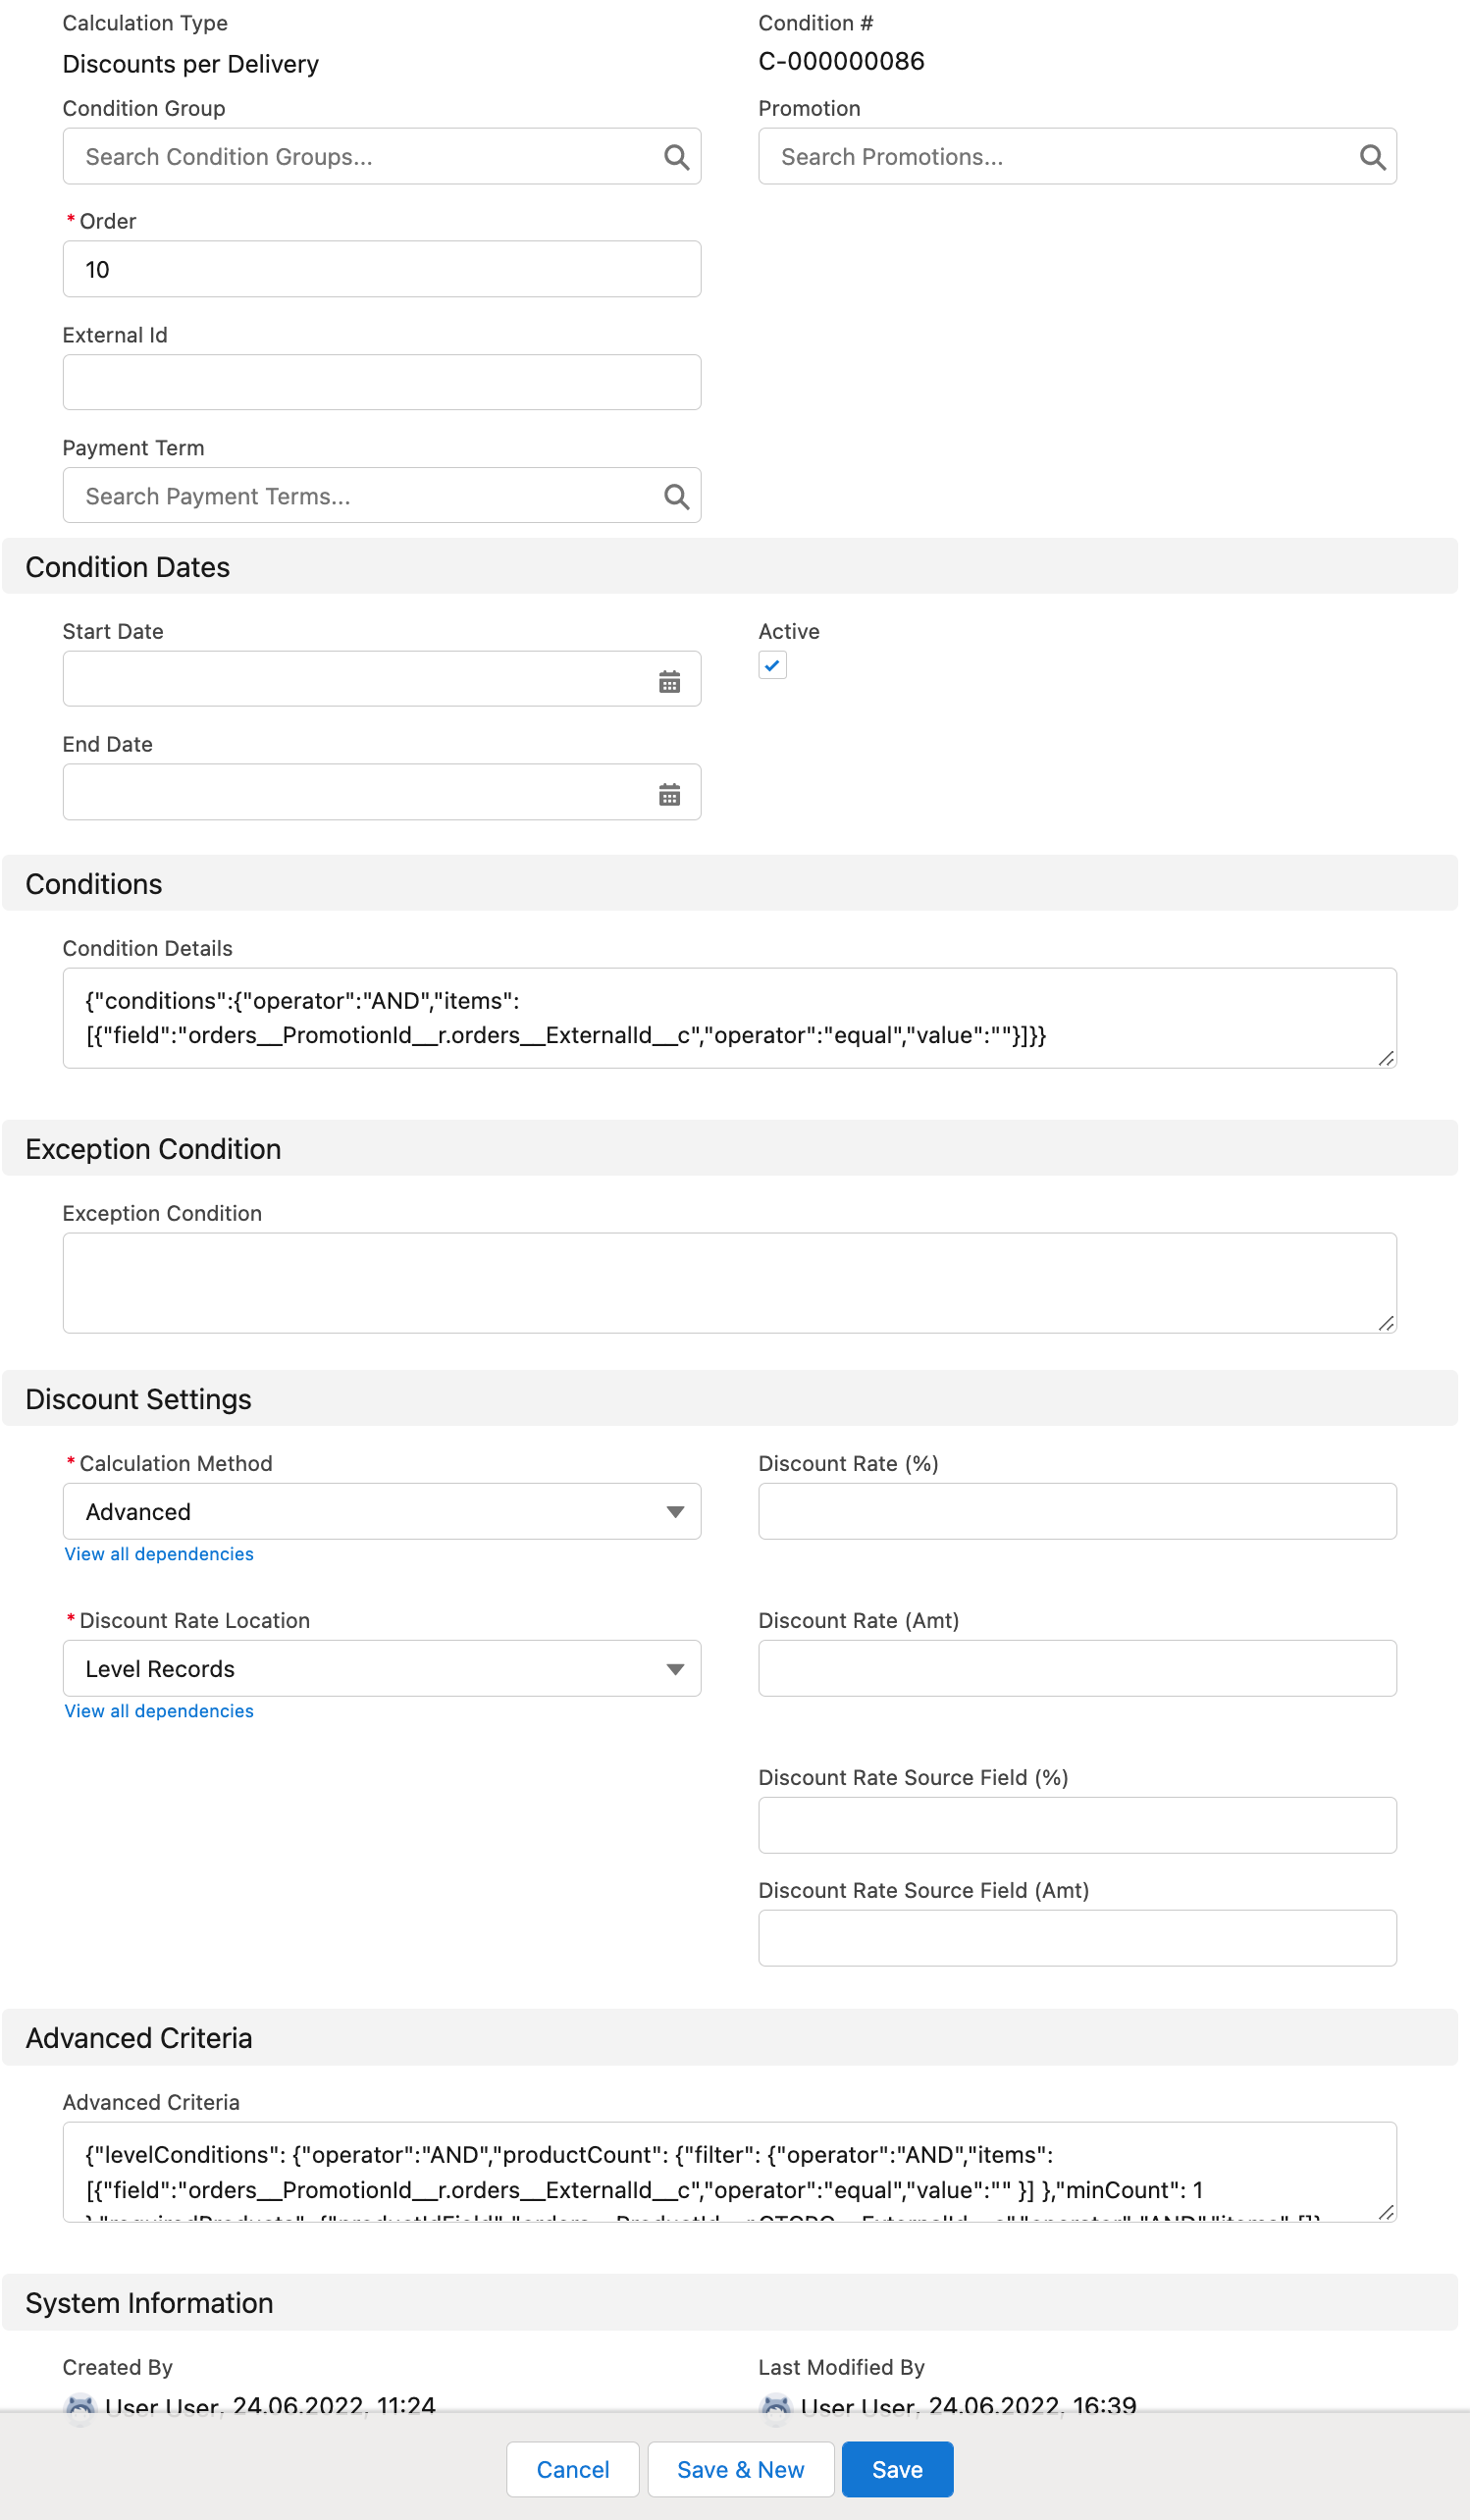 Calculation Type
Discounts per Delivery
Condition #
C-000000086
Condition Group
Search Condition Groups...
Promotion
Search Promotions...
* Order
10
External Id
Payment Term
Search Payment Terms...
Condition Dates
Start Date
Active
End Date
Conditions
Condition Details
{"conditions":{"operator":"AND","items":
[{"field":"orders__PromotionId__r.orders__ExternalId__c","operator":"equal","value":""}]}}
Exception Condition
Exception Condition
Discount Settings
* Calculation Method
Advanced
View all dependencies
Discount Rate (%)
* Discount Rate Location
Level Records
View all dependencies
Discount Rate (Amt)
Discount Rate Source Field (%)
Discount Rate Source Field (Amt)
Advanced Criteria
Advanced Criteria
{"levelConditions": {"operator":"AND","productCount": {"filter": {"operator":"AND","items":
[{"field":"orders__PromotionId__r.orders__ExternalId__c","operator":"equal","value":"" }] },"minCount": 1
System Information
Created By
User User, 24.06.2022, 11:24
Last Modified By
User User, 24.06.2022, 16:39
Cancel
Save & New
Save